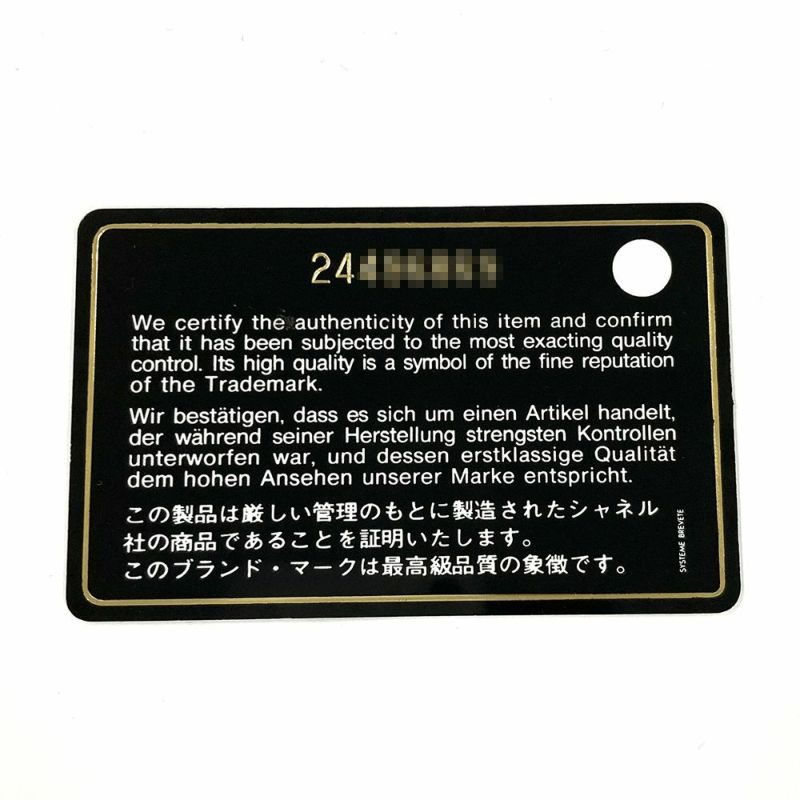 24
We certify the authenticity of this item and confirm
that it has been subjected to the most exacting quality
control. Its high quality is a symbol of the fine reputation
of the Trademark.
Wir bestätigen, dass es sich um einen Artikel handelt,
der während seiner Herstellung strengsten Kontrollen
unterworfen war, und dessen erstklassige Qualität
dem hohen Ansehen unserer Marke entspricht.
この製品は厳しい管理のもとに製造されたシャネル
社の商品であることを証明いたします。
このブランド・マークは最高級品質の象徴です。
SYSTEME BREVETE